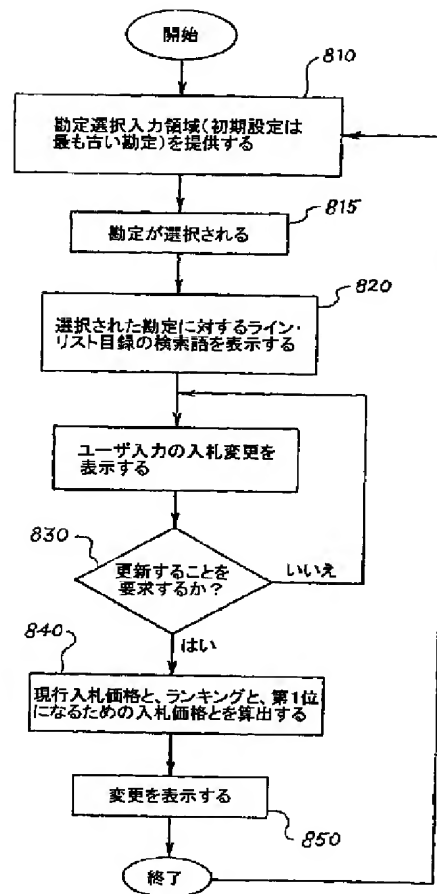 開始
810
勘定選択入力領域(初期設定は
最も古い勘定)を提供する
815
勘定が選択される
820
選択された勘定に対するライン・
リスト目録の検索語を表示する
ユーザ入力の入札変更を
表示する
830
更新することを
要求するか?
いいえ
はい
840
現行入札価格と、ランキングと、第1位
になるための入札価格とを算出する
変更を表示する
850
終了